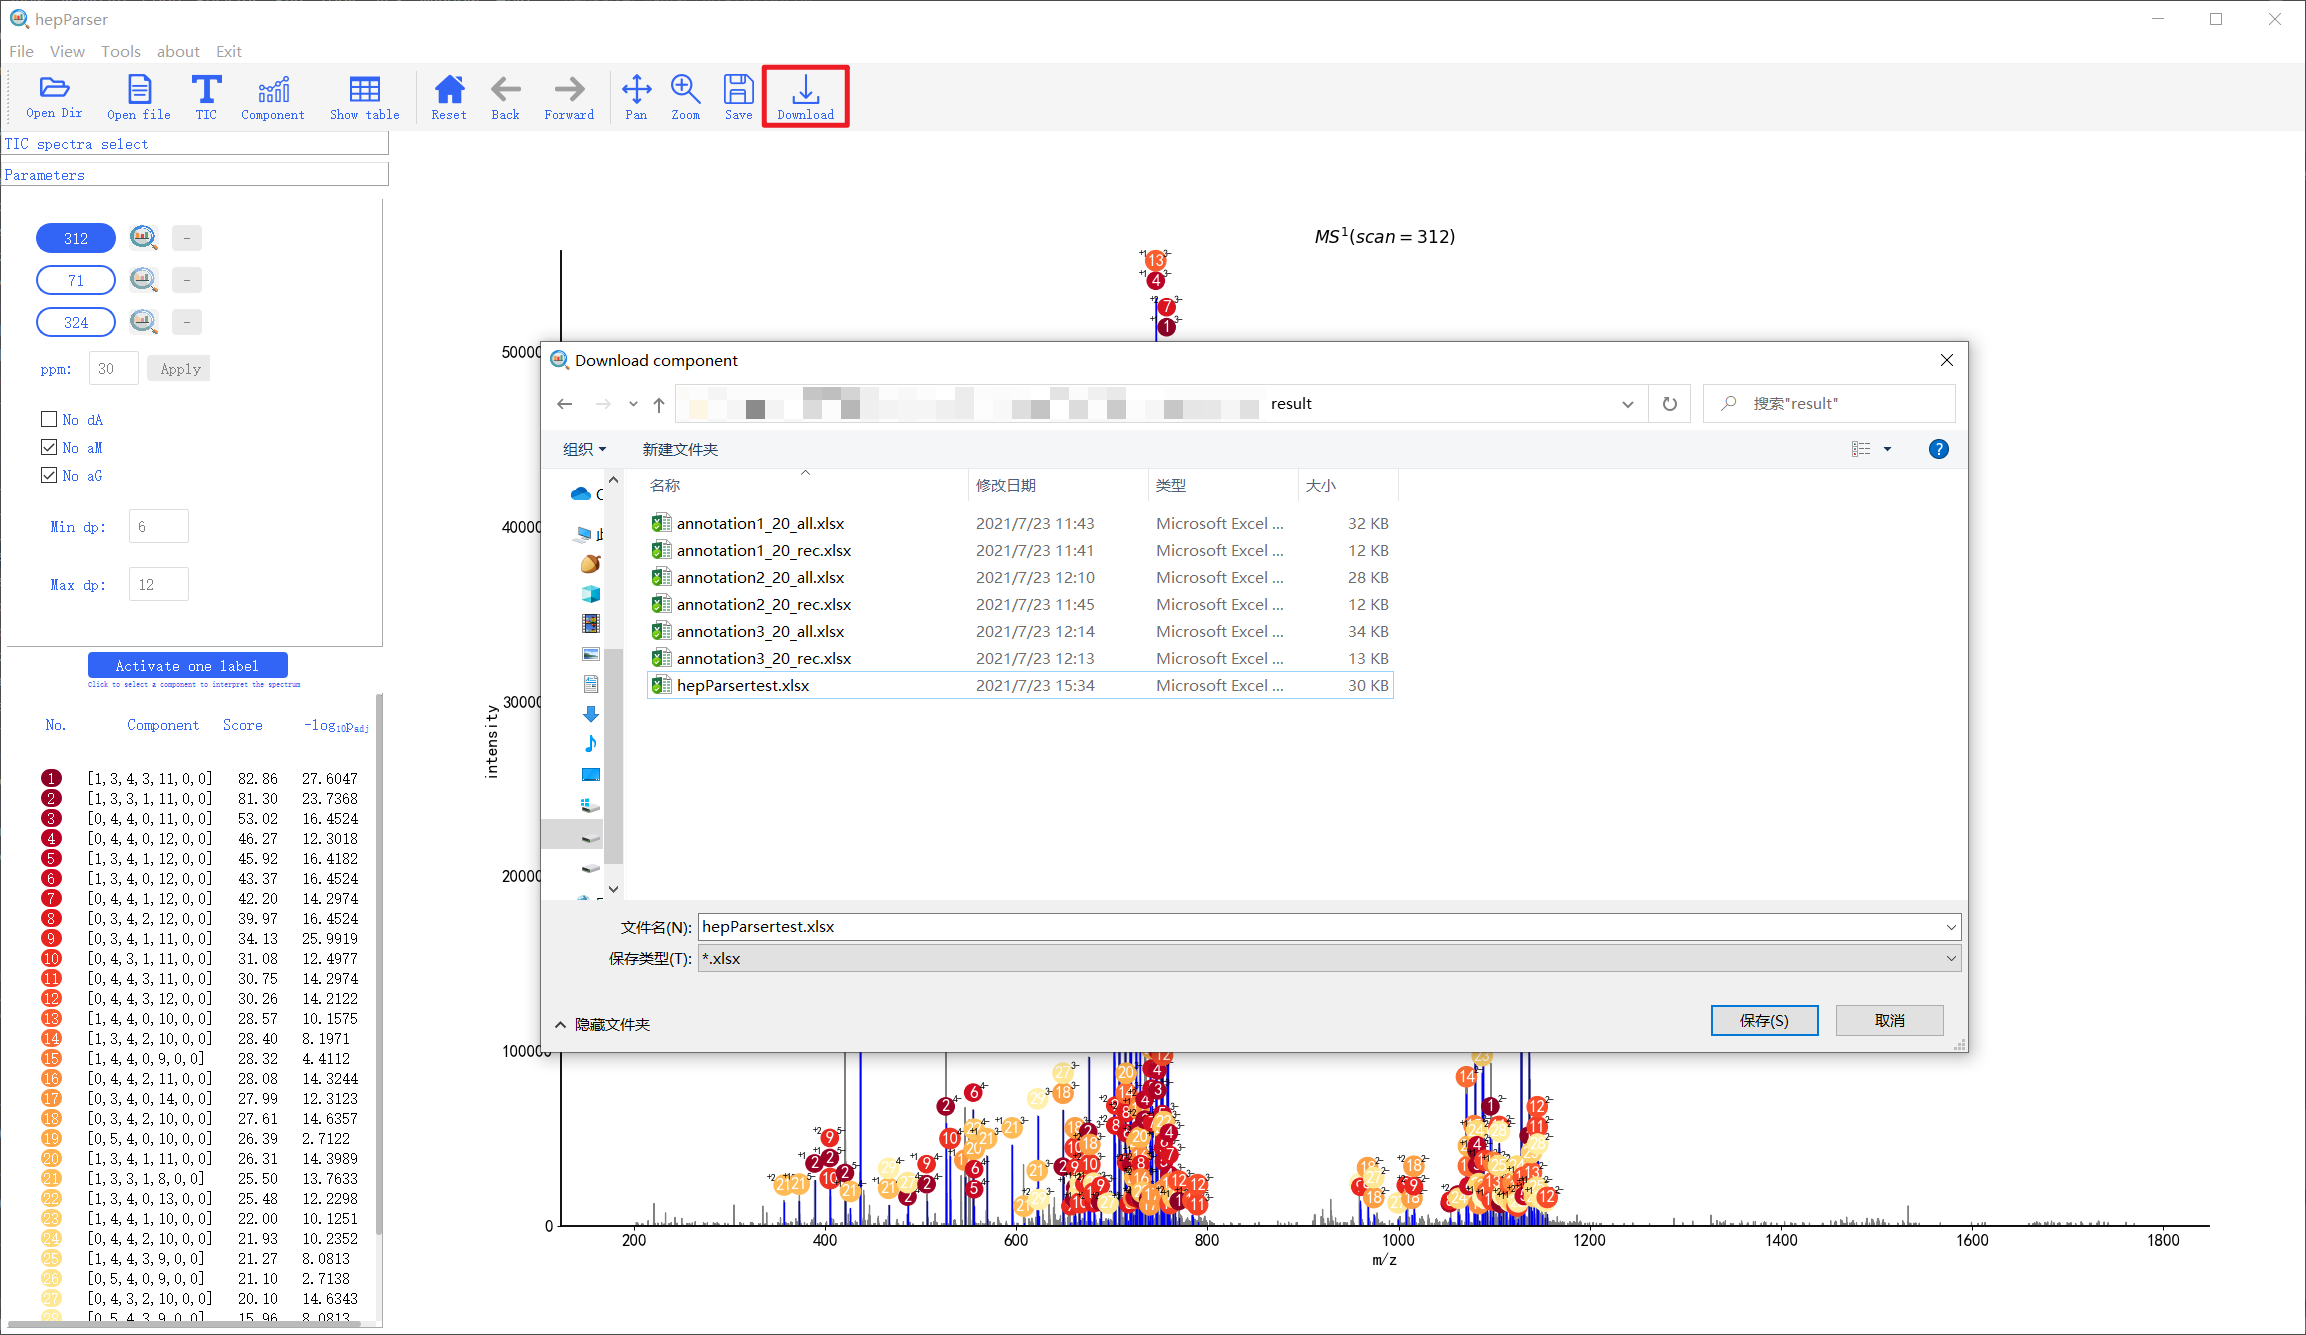 hepParser
File View Tools about Exit
Open Dir Open file TIC Component Show table Reset Back Forward Pan Zoom Save Download
TIC spectra select
Parameters
312 -
71 -
324 -
ppm: 30 Apply
No dA
No aM
No aG
Min dp: 6
Max dp: 12
Activate one label
Click to select a component to interpret the spectrum
No. Component Score -log10Padj
1 [1,3,4,3,11,0,0] 82.86 27.6047
2 [1,3,3,1,11,0,0] 81.30 23.7368
3 [0,4,4,0,11,0,0] 53.02 16.4524
4 [0,4,4,0,12,0,0] 46.27 12.3018
5 [1,3,4,1,12,0,0] 45.92 16.4182
6 [1,3,4,0,12,0,0] 43.37 16.4524
7 [0,4,4,1,12,0,0] 42.20 14.2974
8 [0,3,4,2,12,0,0] 39.97 16.4524
9 [0,3,4,1,11,0,0] 34.13 25.9919
10 [0,4,3,1,11,0,0] 31.08 12.4977
11 [0,4,4,3,11,0,0] 30.75 14.2974
12 [0,4,4,3,12,0,0] 30.26 14.2122
13 [1,4,4,0,10,0,0] 28.57 10.1575
14 [1,3,4,2,10,0,0] 28.40 8.1971
15 [1,4,4,0,9,0,0] 28.32 4.4112
16 [0,4,4,2,11,0,0] 28.08 14.3244
17 [0,3,4,0,14,0,0] 27.99 12.3123
18 [0,3,4,2,10,0,0] 27.61 14.6357
19 [0,5,4,0,10,0,0] 26.39 2.7122
20 [1,3,4,1,11,0,0] 26.31 14.3989
21 [1,3,3,1,8,0,0] 25.50 13.7633
22 [1,3,4,0,13,0,0] 25.48 12.2298
23 [1,4,4,1,10,0,0] 22.00 10.1251
24 [0,4,4,2,10,0,0] 21.93 10.2352
25 [1,4,4,3,9,0,0] 21.27 8.0813
26 [0,5,4,0,9,0,0] 21.10 2.7138
27 [0,4,3,2,10,0,0] 20.10 14.6343
28 [0,5,4,3,9,0,0] 15.96 8.0813
MS1(scan = 312)
13
4
7
1
intensity
50000
40000
30000
20000
100000
0
200 400 600 800 1000 1200 1400 1600 1800
m/z
Download component
result
搜索"result"
组织 新建文件夹
名称 修改日期 类型 大小
annotation1_20_all.xlsx 2021/7/23 11:43 Microsoft Excel ... 32 KB
annotation1_20_rec.xlsx 2021/7/23 11:41 Microsoft Excel ... 12 KB
annotation2_20_all.xlsx 2021/7/23 12:10 Microsoft Excel ... 28 KB
annotation2_20_rec.xlsx 2021/7/23 11:45 Microsoft Excel ... 12 KB
annotation3_20_all.xlsx 2021/7/23 12:14 Microsoft Excel ... 34 KB
annotation3_20_rec.xlsx 2021/7/23 12:13 Microsoft Excel ... 13 KB
hepParsertest.xlsx 2021/7/23 15:34 Microsoft Excel ... 30 KB
文件名(N): hepParsertest.xlsx
保存类型(T): *.xlsx
隐藏文件夹 保存(S) 取消